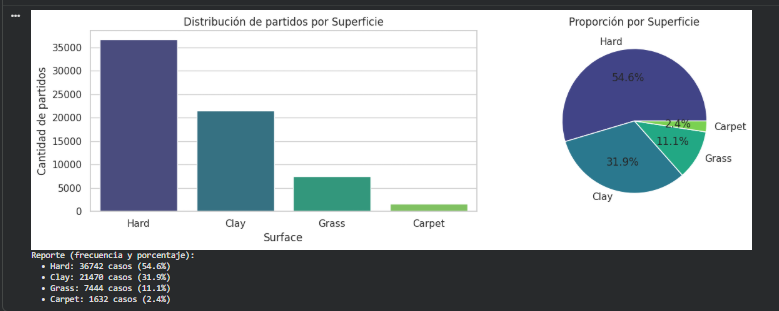 Distribución de partidos por Superficie
Cantidad de partidos
35000
30000
25000
20000
15000
10000
5000
0
Hard
Clay
Grass
Carpet
Surface
Proporción por Superficie
Hard
54.6%
2.4%
Carpet
11.1%
Grass
31.9%
Clay
Reporte (frecuencia y porcentaje):
• Hard: 36742 casos (54.6%)
• Clay: 21470 casos (31.9%)
• Grass: 7444 casos (11.1%)
• Carpet: 1632 casos (2.4%)